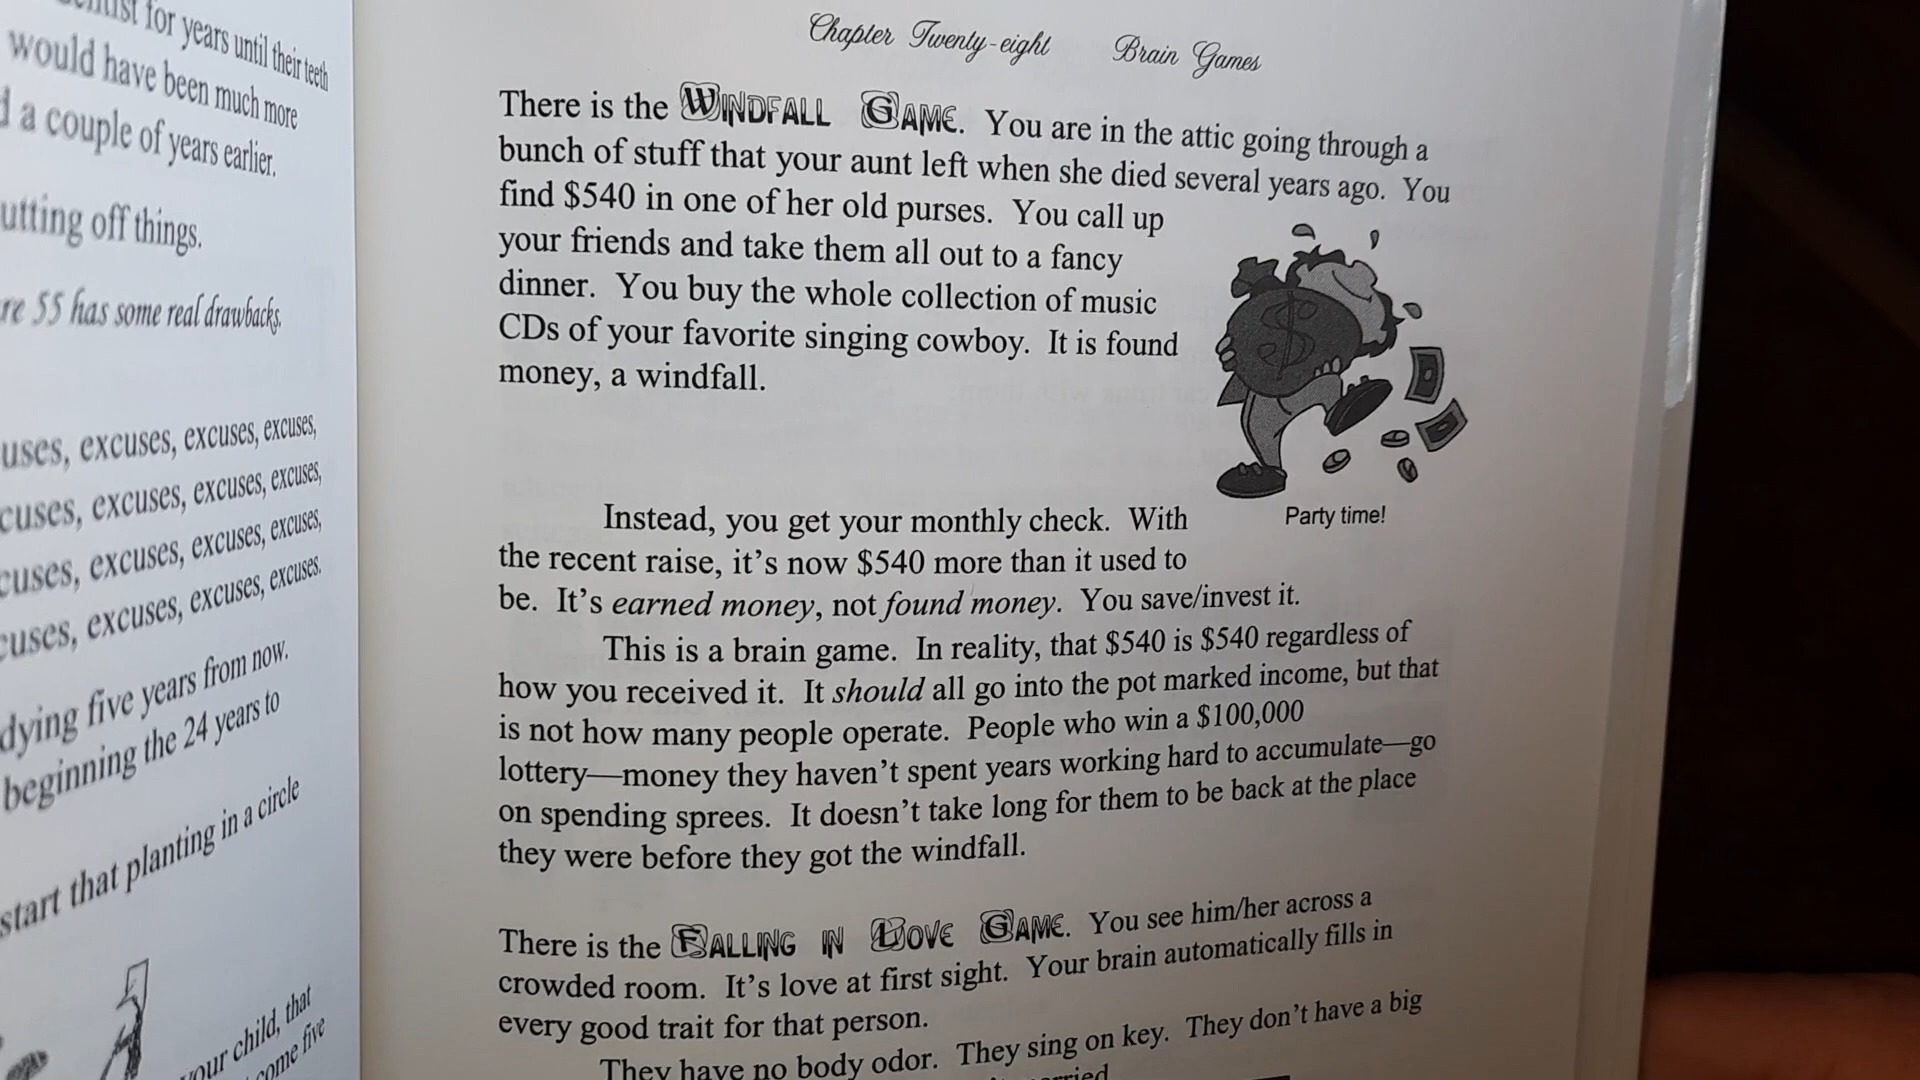 for years until their teeth
would have been much more
a couple of years earlier.
utting off things.
re 55 has some real drawbacks.
uses, excuses, excuses, excuses,
cuses, excuses, excuses, excuses,
cuses, excuses, excuses, excuses,
cuses, excuses, excuses, excuses.
dying five years from now.
beginning the 24 years to
start that planting in a circle
your child, that
come five
Chapter Twenty-eight Brain Games
There is the WINDFALL GAME. You are in the attic going through a
bunch of stuff that your aunt left when she died several years ago. You
find $540 in one of her old purses. You call up
your friends and take them all out to a fancy
dinner. You buy the whole collection of music
CDs of your favorite singing cowboy. It is found
money, a windfall.
$
Party time!
Instead, you get your monthly check. With
the recent raise, it's now $540 more than it used to
be. It's earned money, not found money. You save/invest it.
This is a brain game. In reality, that $540 is $540 regardless of
how you received it. It should all go into the pot marked income, but that
is not how many people operate. People who win a $100,000
lottery—money they haven't spent years working hard to accumulate—go
on spending sprees. It doesn't take long for them to be back at the place
they were before they got the windfall.
There is the FALLING IN LOVE GAME. You see him/her across a
crowded room. It's love at first sight. Your brain automatically fills in
every good trait for that person.
They have no body odor. They sing on key. They don't have a big